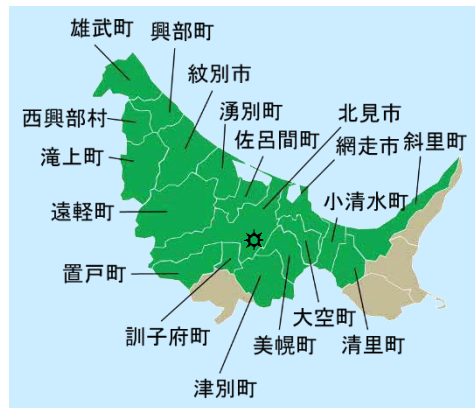 雄武町
興部町
紋別市
湧別町
北見市
佐呂間町
網走市
斜里町
西興部村
滝上町
小清水町
遠軽町
置戸町
訓子府町
大空町
美幌町
清里町
津別町